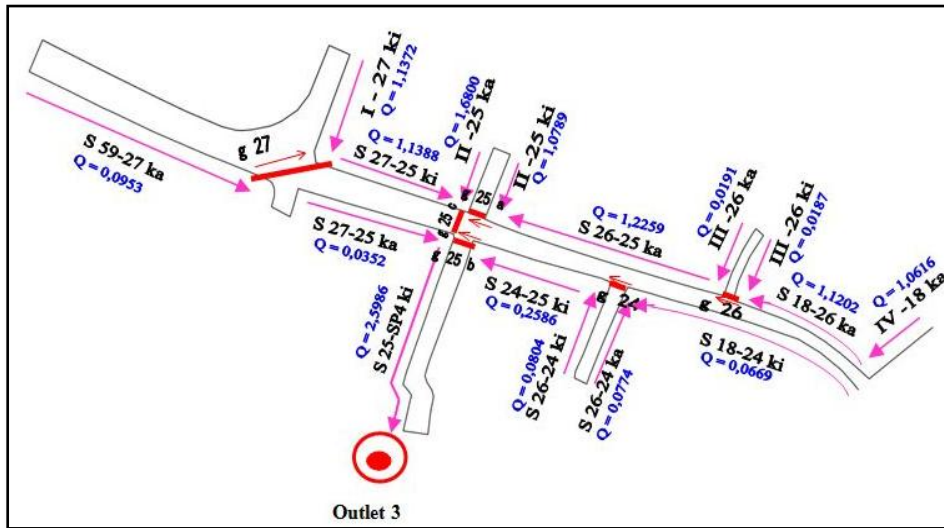 I - 27 ki
Q = 1,1372
g 27
S 59-27 ka
Q = 0,0953
Q = 1,1388
S 27-25 ki
Q = 1,6800
II -25 ka
II -25 ki
Q = 1,0789
g 25 a
g 25 c
g 25 b
S 27-25 ka
Q = 0,0352
Q = 1,2259
S 26-25 ka
Q = 0,0191
III -26 ka
III -26 ki
Q = 0,0187
S 24-25 ki
Q = 0,2586
g 24
g 26
Q = 1,1202
S 18-26 ka
Q = 1,0616
IV -18 ka
S 18-24 ki
Q = 0,0669
Q = 0,0804
S 26-24 ki
S 26-24 ka
Q = 0,0774
Q = 2,5986
S 25-SP4 ki
Outlet 3